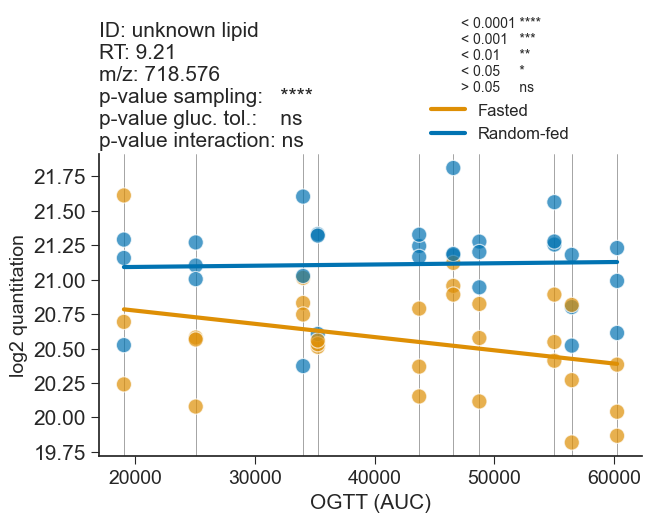 ID: unknown lipid
RT: 9.21
m/z: 718.576
p-value sampling: ****
p-value gluc. tol.: ns
p-value interaction: ns
< 0.0001 ****
< 0.001 ***
< 0.01 **
< 0.05 *
> 0.05 ns
Fasted
Random-fed
log2 quantitation
21.75
21.50
21.25
21.00
20.75
20.50
20.25
20.00
19.75
20000 30000 40000 50000 60000
OGTT (AUC)